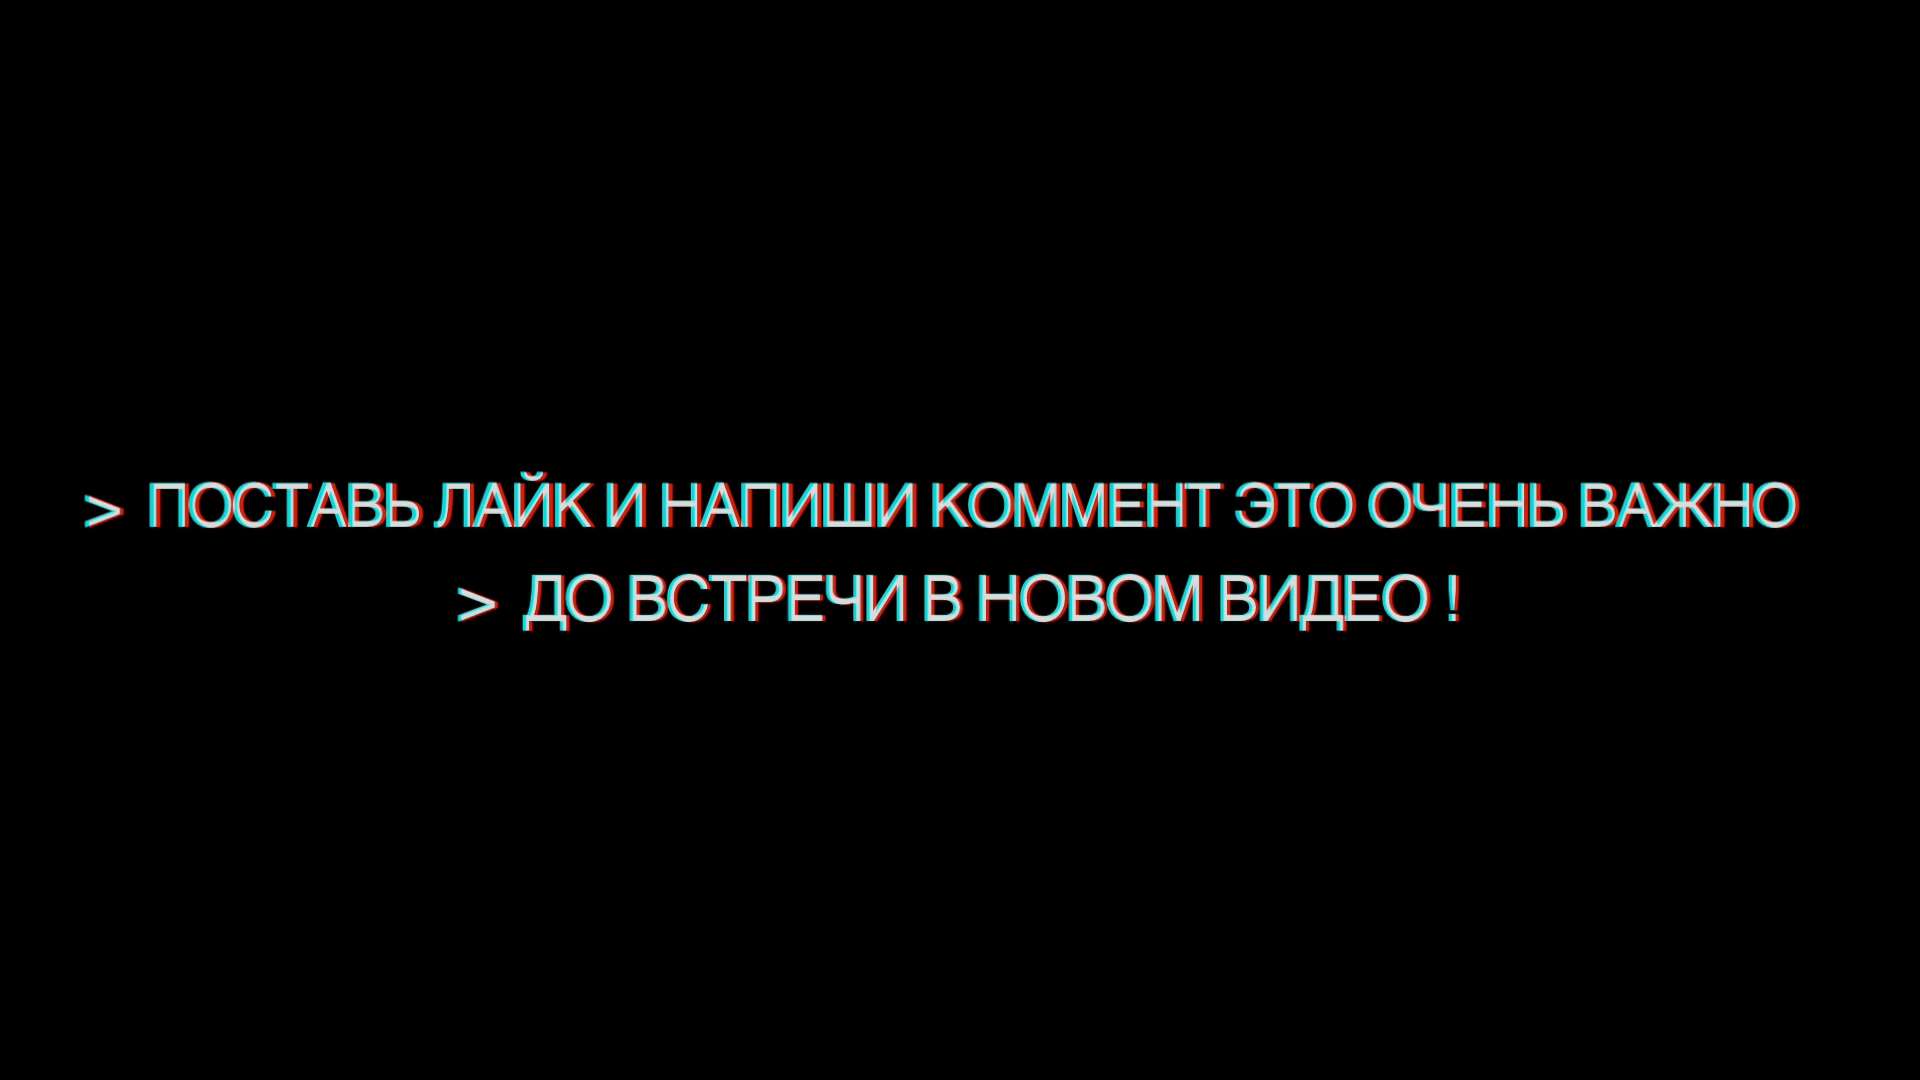 > ПОСТАВЬ ЛАЙК И НАПИШИ КОММЕНТ ЭТО ОЧЕНЬ ВАЖНО
> ДО ВСТРЕЧИ В НОВОМ ВИДЕО !